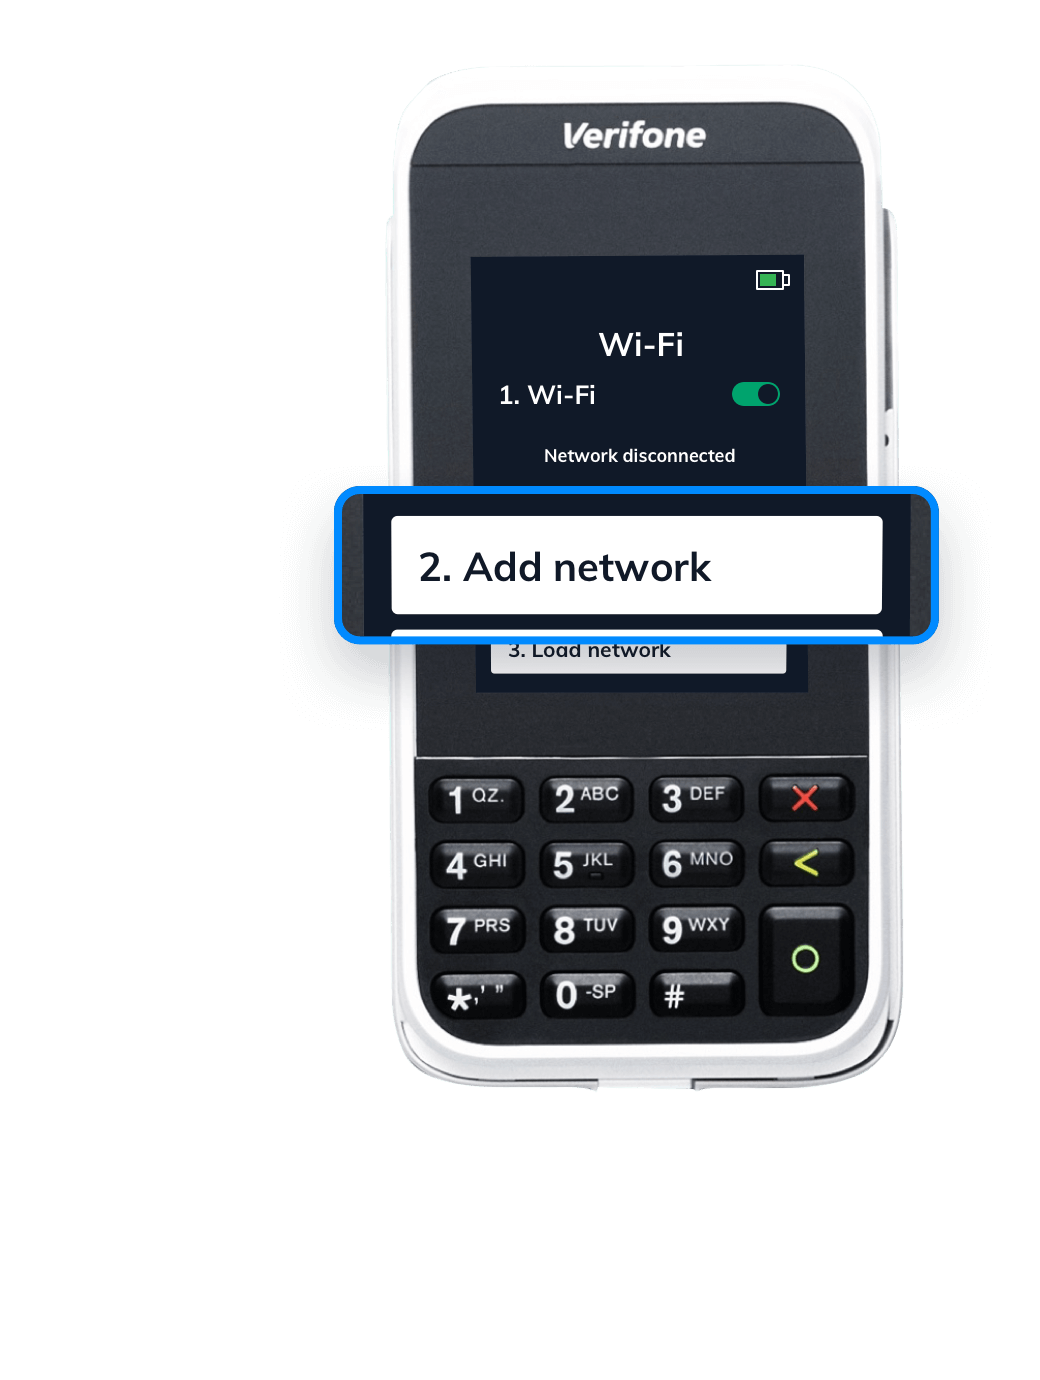 Verifone
Wi-Fi
1. Wi-Fi
Network disconnected
2. Add network
3. Load network
1 QZ. 2 ABC 3 DEF
4 GHI 5 JKL 6 MNO <
7 PRS 8 TUV 9 WXY
*,' " 0 -SP #